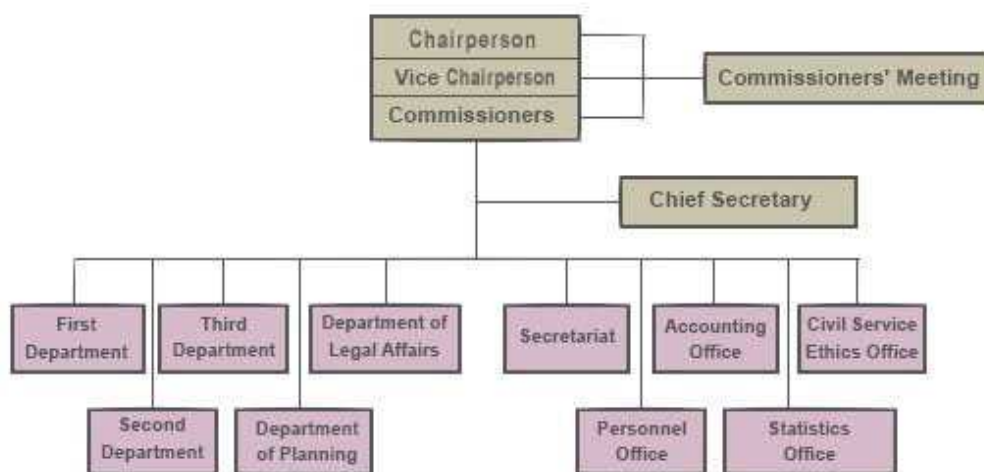 Chairperson
Vice Chairperson
Commissioners
Commissioners' Meeting
Chief Secretary
First
Department
Third
Department
Department of
Legal Affairs
Secretariat
Accounting
Office
Civil Service
Ethics Office
Second
Department
Department
of Planning
Personnel
Office
Statistics
Office